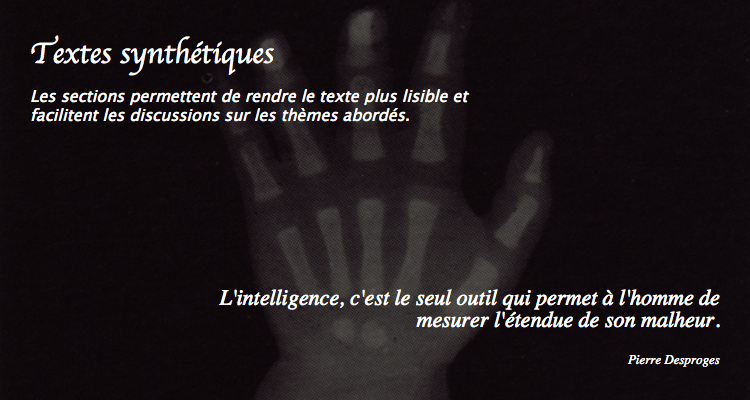 Textes synthétiques
Les sections permettent de rendre le texte plus lisible et
facilitent les discussions sur les thèmes abordés.
L'intelligence, c'est le seul outil qui permet à l'homme de
mesurer l'étendue de son malheur.
Pierre Desproges